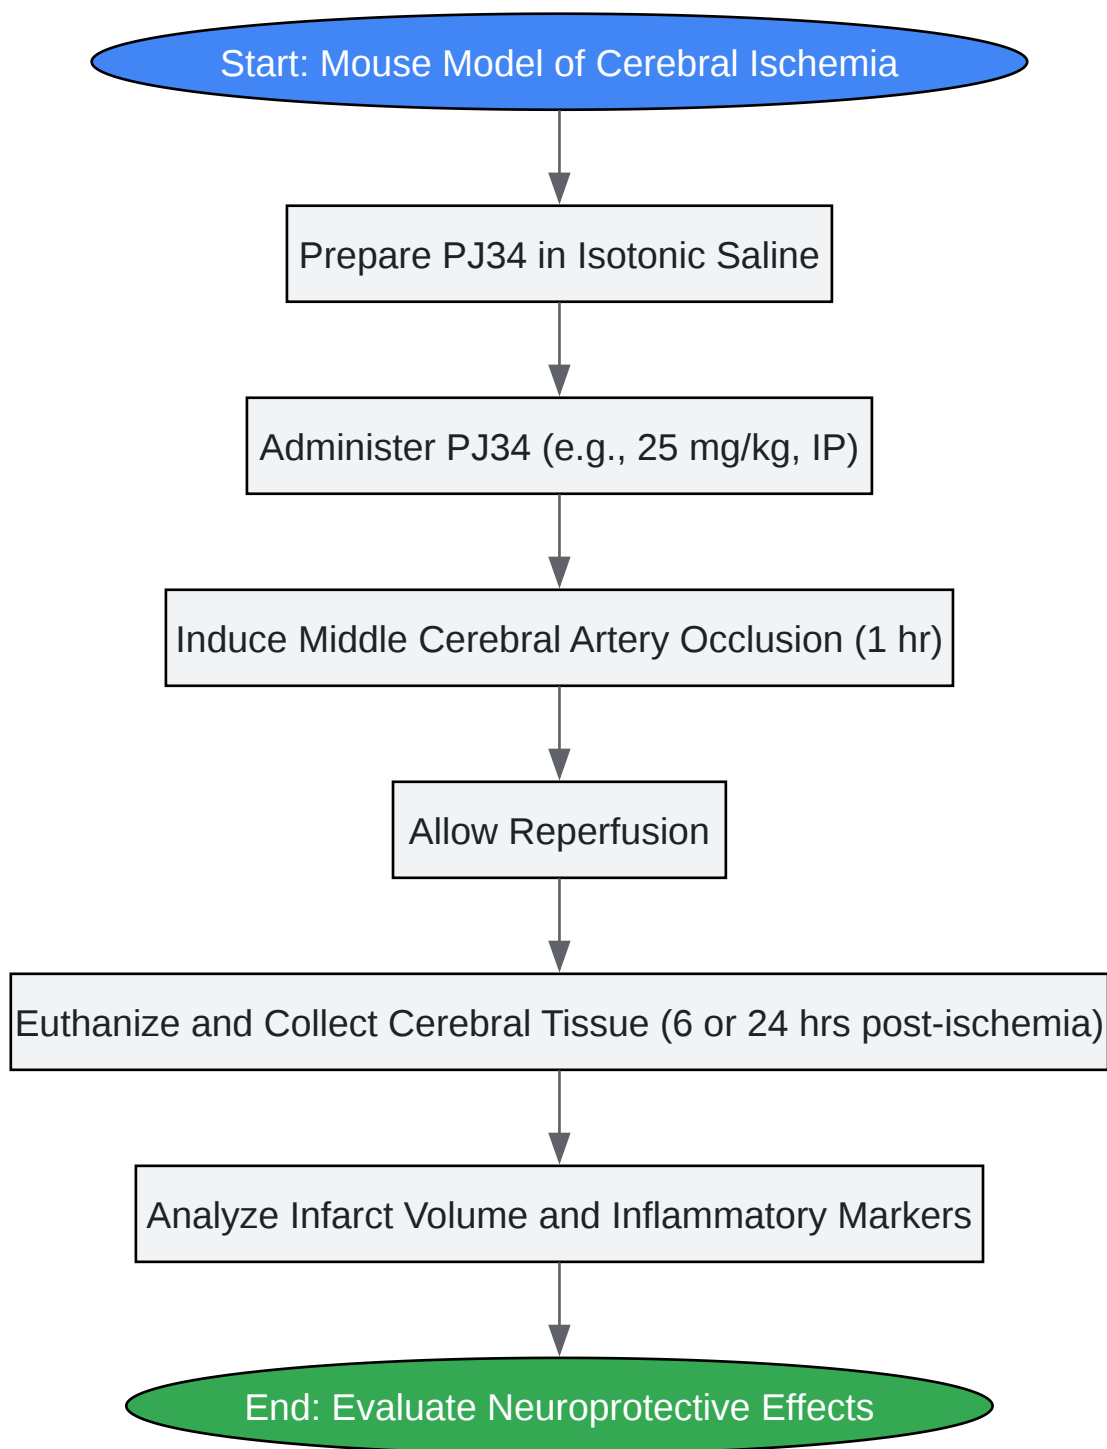 Start: Mouse Model of Cerebral Ischemia
Prepare PJ34 in Isotonic Saline
Administer PJ34 (e.g., 25 mg/kg, IP)
Induce Middle Cerebral Artery Occlusion (1 hr)
Allow Reperfusion
Euthanize and Collect Cerebral Tissue (6 or 24 hrs post-ischemia)
Analyze Infarct Volume and Inflammatory Markers
End: Evaluate Neuroprotective Effects